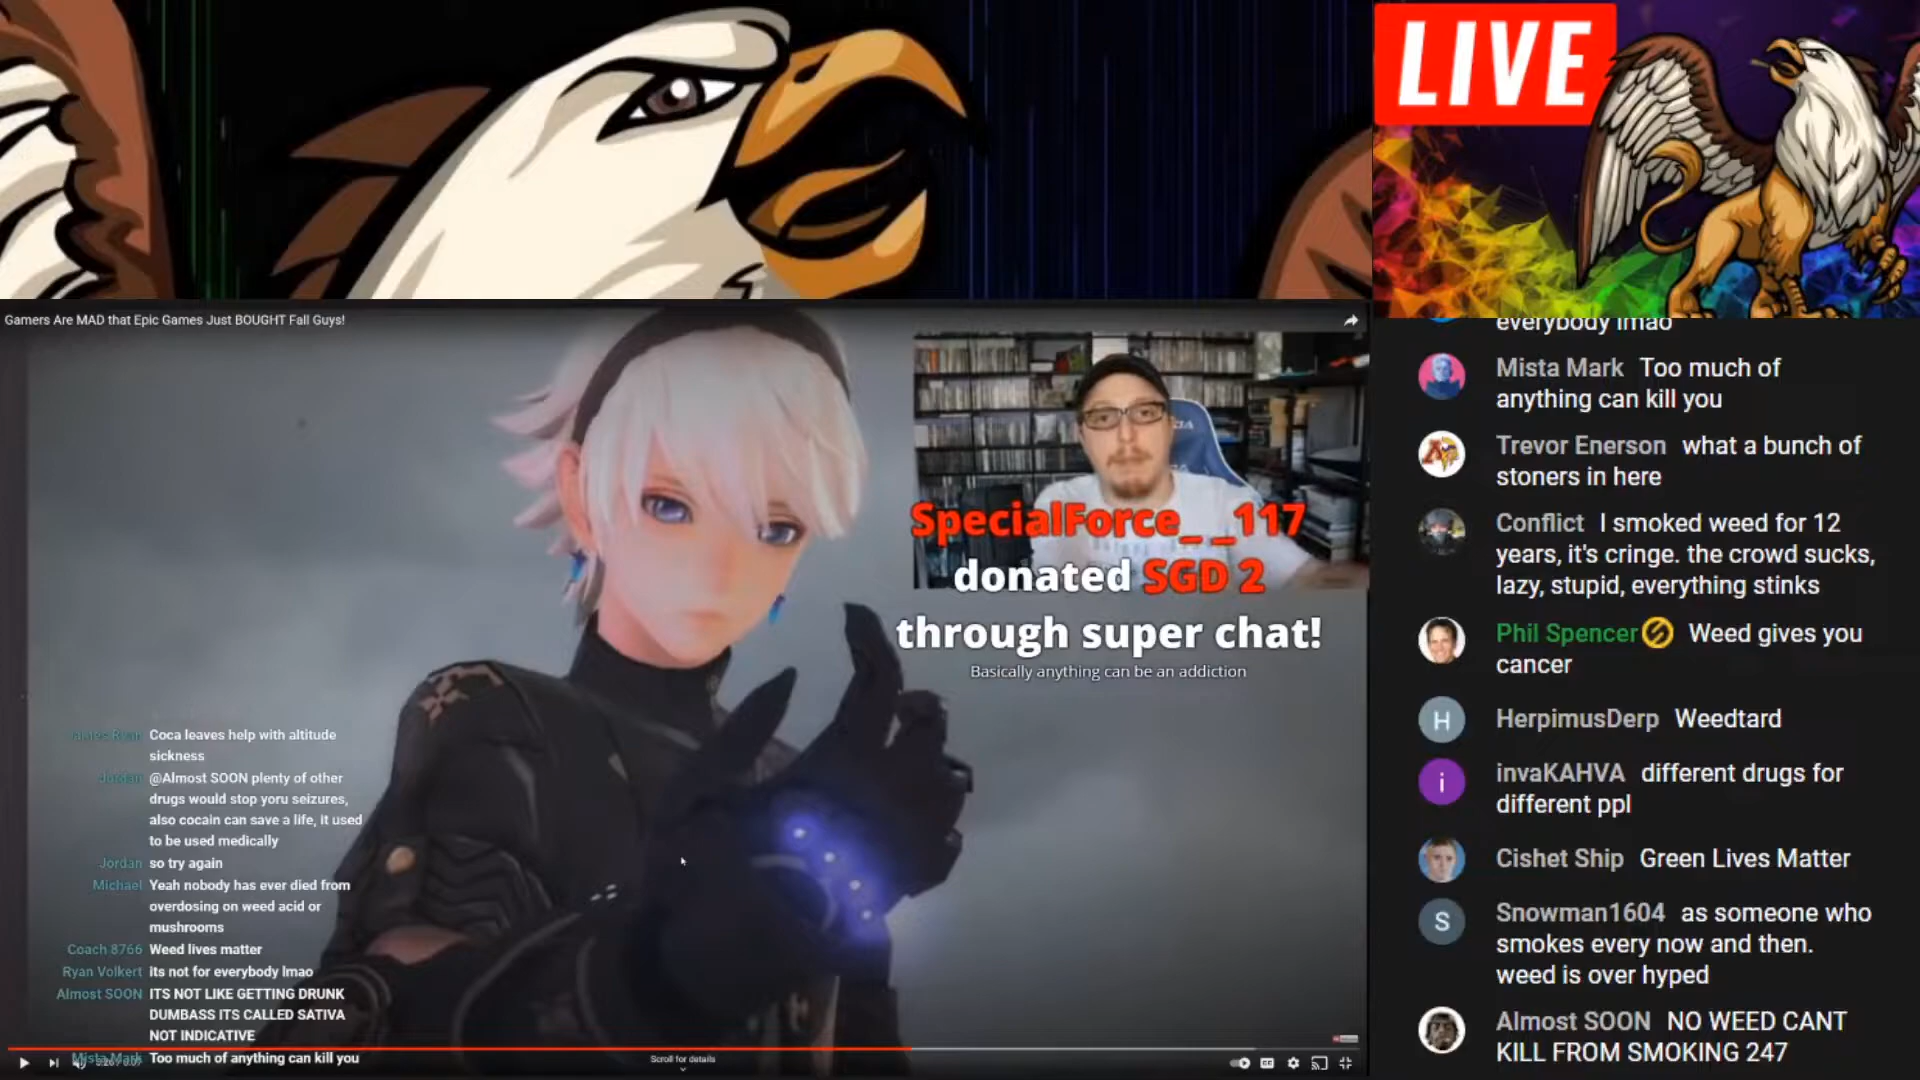 LIVE
Gamers Are MAD that Epic Games Just BOUGHT Fall Guys!
SpecialForce__117
donated SGD 2
through super chat!
Basically anything can be an addiction
James Ryan Coca leaves help with altitude
sickness
Jordan @Almost SOON plenty of other
drugs would stop yoru seizures,
also cocain can save a life, it used
to be used medically
Jordan so try again
Michael Yeah nobody has ever died from
overdosing on weed acid or
mushrooms
Coach 8766 Weed lives matter
Ryan Volkert its not for everybody lmao
Almost SOON ITS NOT LIKE GETTING DRUNK
DUMBASS ITS CALLED SATIVA
NOT INDICATIVE
Mista Mark Too much of anything can kill you
Scroll for details
everybody lmao
Mista Mark Too much of
anything can kill you
Trevor Enerson what a bunch of
stoners in here
Conflict I smoked weed for 12
years, it's cringe. the crowd sucks,
lazy, stupid, everything stinks
Phil Spencer Weed gives you
cancer
H HerpimusDerp Weedtard
i invaKAHVA different drugs for
different ppl
Cishet Ship Green Lives Matter
S Snowman1604 as someone who
smokes every now and then.
weed is over hyped
Almost SOON NO WEED CANT
KILL FROM SMOKING 247